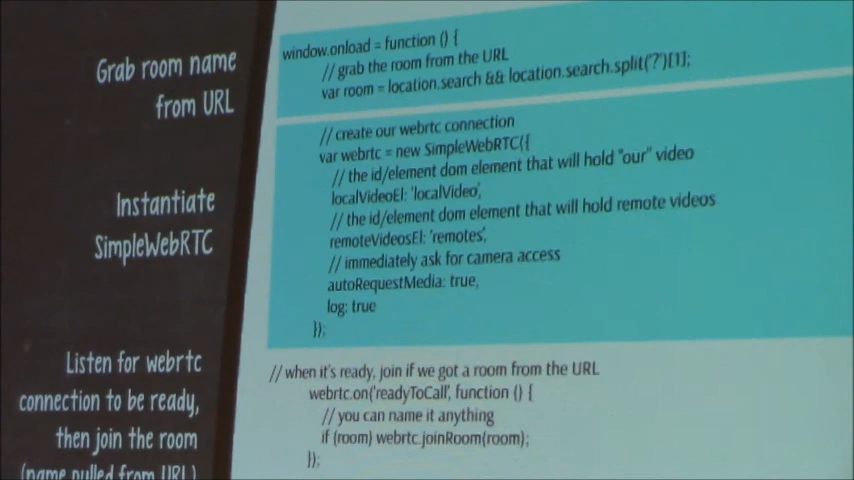 Grab room name
from URL
window.onload = function () {
// grab the room from the URL
var room = location.search && location.search.split('?')[1];
Instantiate
SimpleWebRTC
// create our webrtc connection
var webrtc = new SimpleWebRTC({
// the id/element dom element that will hold "our" video
localVideoEl: 'localVideo',
// the id/element dom element that will hold remote videos
remoteVideosEl: 'remotes',
// immediately ask for camera access
autoRequestMedia: true,
log: true
});
Listen for webrtc
connection to be ready,
then join the room
(name pulled from URL)
// when it's ready, join if we got a room from the URL
webrtc.on('readyToCall', function () {
// you can name it anything
if (room) webrtc.joinRoom(room);
});